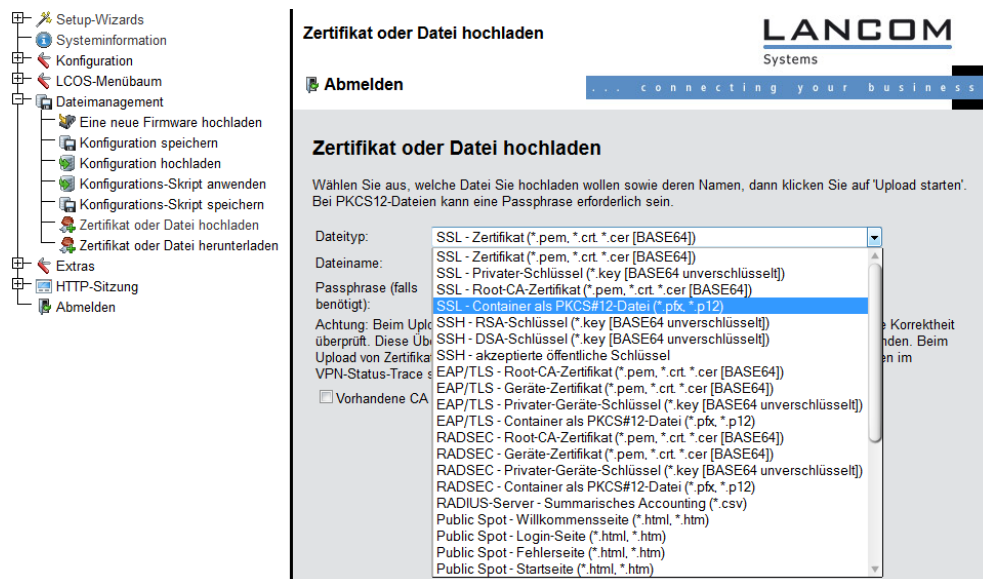 Setup-Wizards
Systeminformation
Konfiguration
LCOS-Menübaum
Dateimanagement
Eine neue Firmware hochladen
Konfiguration speichern
Konfiguration hochladen
Konfigurations-Skript anwenden
Konfigurations-Skript speichern
Zertifikat oder Datei hochladen
Zertifikat oder Datei herunterladen
Extras
HTTP-Sitzung
Abmelden
Zertifikat oder Datei hochladen
LANCOM
Systems
Abmelden
... connecting your business
Zertifikat oder Datei hochladen
Wählen Sie aus, welche Datei Sie hochladen wollen sowie deren Namen, dann klicken Sie auf 'Upload starten'.
Bei PKCS12-Dateien kann eine Passphrase erforderlich sein.
Dateityp: SSL - Zertifikat (*.pem, *.crt. *.cer [BASE64])
Dateiname:
Passphrase (falls
benötigt):
Achtung: Beim Uplo
überprüft. Diese Übe
Upload von Zertifika
VPN-Status-Trace s
Vorhandene CA
SSL - Zertifikat (*.pem, *.crt. *.cer [BASE64])
SSL - Privater-Schlüssel (*.key [BASE64 unverschlüsselt])
SSL - Root-CA-Zertifikat (*.pem, *.crt. *.cer [BASE64])
SSL - Container als PKCS#12-Datei (*.pfx, *.p12)
SSH - RSA-Schlüssel (*.key [BASE64 unverschlüsselt])
SSH - DSA-Schlüssel (*.key [BASE64 unverschlüsselt])
SSH - akzeptierte öffentliche Schlüssel
EAP/TLS - Root-CA-Zertifikat (*.pem, *.crt. *.cer [BASE64])
EAP/TLS - Geräte-Zertifikat (*.pem, *.crt. *.cer [BASE64])
EAP/TLS - Privater-Geräte-Schlüssel (*.key [BASE64 unverschlüsselt])
EAP/TLS - Container als PKCS#12-Datei (*.pfx, *.p12)
RADSEC - Root-CA-Zertifikat (*.pem, *.crt. *.cer [BASE64])
RADSEC - Geräte-Zertifikat (*.pem, *.crt. *.cer [BASE64])
RADSEC - Privater-Geräte-Schlüssel (*.key [BASE64 unverschlüsselt])
RADSEC - Container als PKCS#12-Datei (*.pfx, *.p12)
RADIUS-Server - Summarisches Accounting (*.csv)
Public Spot - Willkommensseite (*.html, *.htm)
Public Spot - Login-Seite (*.html, *.htm)
Public Spot - Fehlerseite (*.html, *.htm)
Public Spot - Startseite (*.html, *.htm)
e Korrektheit
nden. Beim
en im